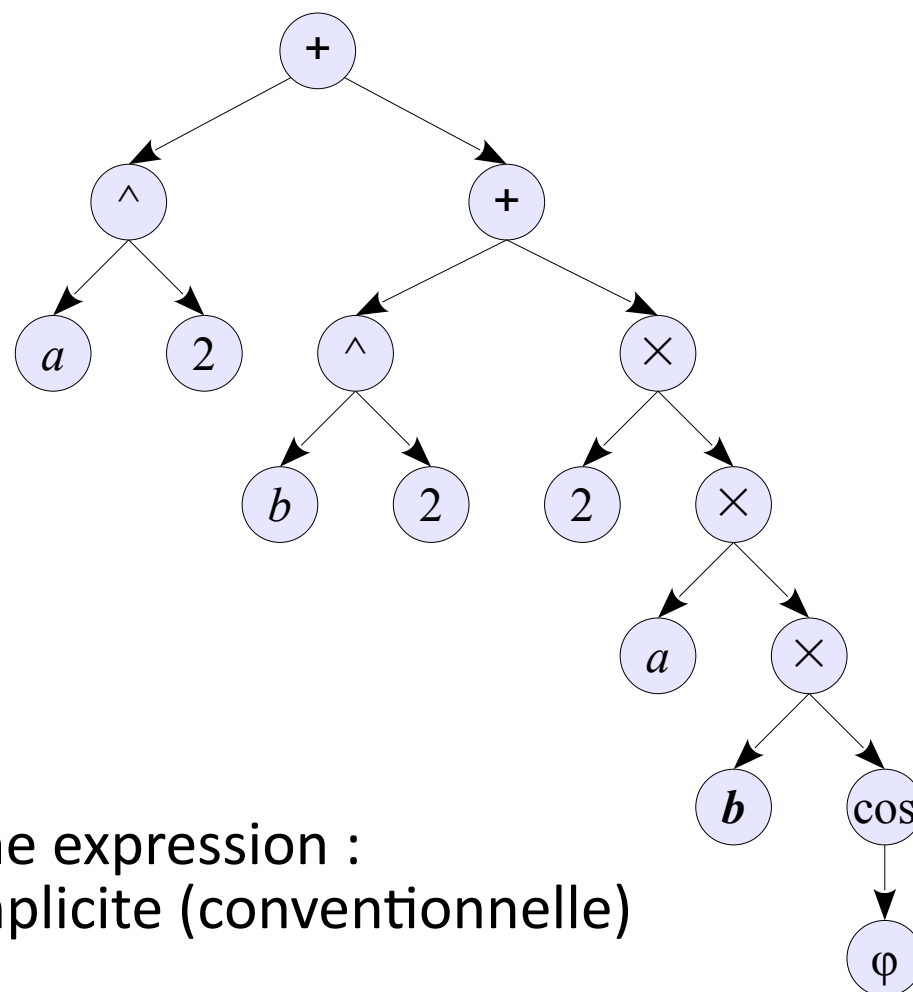 +
^ +
a 2 ^ ×
b 2 2 ×
a ×
b cos
ne expression :
plicite (conventionnelle)
φ